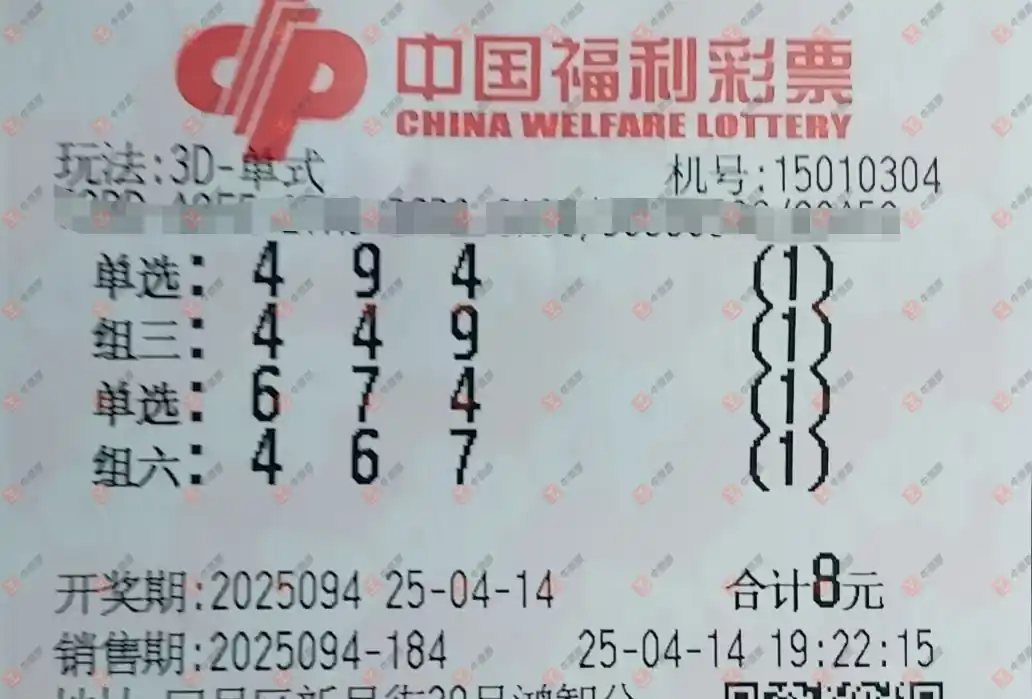 中国福利彩票
CHINA WELFARE LOTTERY
玩法:3D-单式 机号:15010304
单选: 4 9 4 (1)
组三: 4 4 9 (1)
单选: 6 7 4 (1)
组六: 4 6 7 (1)
开奖期:2025094 25-04-14 合计8元
销售期:2025094-184 25-04-14 19:22:15